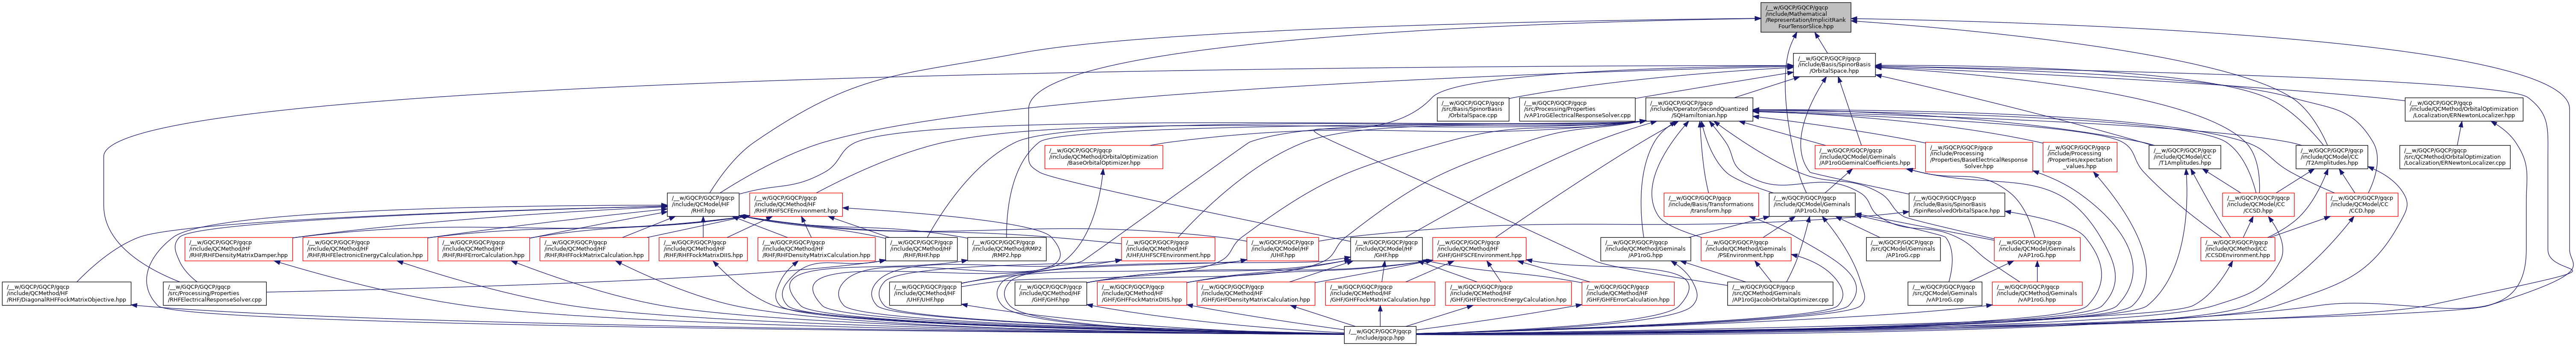 /__w/GQCP/GQCP/gqcp
/include/Mathematical
/Representation/ImplicitRank
FourTensorSlice.hpp
/__w/GQCP/GQCP/gqcp
/include/Basis/SpinorBasis
/OrbitalSpace.hpp
/__w/GQCP/GQCP/gqcp
/src/Basis/SpinorBasis
/OrbitalSpace.cpp
/__w/GQCP/GQCP/gqcp
/src/Processing/Properties
/vAP1roGElectricalResponseSolver.cpp
/__w/GQCP/GQCP/gqcp
/include/Operator/SecondQuantized
/SQHamiltonian.hpp
/__w/GQCP/GQCP/gqcp
/include/QCMethod/OrbitalOptimization
/Localization/ERNewtonLocalizer.hpp
/__w/GQCP/GQCP/gqcp
/include/QCMethod/OrbitalOptimization
/BaseOrbitalOptimizer.hpp
/__w/GQCP/GQCP/gqcp
/include/QCModel/Geminals
/AP1roGGeminalCoefficients.hpp
/__w/GQCP/GQCP/gqcp
/include/Processing
/Properties/BaseElectricalResponse
Solver.hpp
/__w/GQCP/GQCP/gqcp
/include/Processing
/Properties/expectation
_values.hpp
/__w/GQCP/GQCP/gqcp
/include/QCModel/CC
/T1Amplitudes.hpp
/__w/GQCP/GQCP/gqcp
/include/QCModel/CC
/T2Amplitudes.hpp
/__w/GQCP/GQCP/gqcp
/src/QCMethod/OrbitalOptimization
/Localization/ERNewtonLocalizer.cpp
/__w/GQCP/GQCP/gqcp
/include/QCModel/HF
/RHF.hpp
/__w/GQCP/GQCP/gqcp
/include/QCMethod/HF
/RHF/RHFSCFEnvironment.hpp
/__w/GQCP/GQCP/gqcp
/include/Basis/Transformations
/transform.hpp
/__w/GQCP/GQCP/gqcp
/include/QCModel/Geminals
/AP1roG.hpp
/__w/GQCP/GQCP/gqcp
/include/Basis/SpinorBasis
/SpinResolvedOrbitalSpace.hpp
/__w/GQCP/GQCP/gqcp
/include/QCMethod/CC
/CCSD.hpp
/__w/GQCP/GQCP/gqcp
/include/QCMethod/CC
/CCD.hpp
/__w/GQCP/GQCP/gqcp
/include/QCMethod/HF
/RHF/RHFDensityMatrixDamper.hpp
/__w/GQCP/GQCP/gqcp
/include/QCMethod/HF
/RHF/RHFElectronicEnergyCalculation.hpp
/__w/GQCP/GQCP/gqcp
/include/QCMethod/HF
/RHF/RHFErrorCalculation.hpp
/__w/GQCP/GQCP/gqcp
/include/QCMethod/HF
/RHF/RHFFockMatrixCalculation.hpp
/__w/GQCP/GQCP/gqcp
/include/QCMethod/HF
/RHF/RHFFockMatrixDIIS.hpp
/__w/GQCP/GQCP/gqcp
/include/QCMethod/HF
/RHF/RHFDensityMatrixCalculation.hpp
/__w/GQCP/GQCP/gqcp
/include/QCMethod/HF
/RHF/RHF.hpp
/__w/GQCP/GQCP/gqcp
/include/QCMethod/RMP2
/RMP2.hpp
/__w/GQCP/GQCP/gqcp
/include/QCMethod/HF
/UHF/UHFSCFEnvironment.hpp
/__w/GQCP/GQCP/gqcp
/include/QCModel/HF
/UHF.hpp
/__w/GQCP/GQCP/gqcp
/include/QCModel/HF
/GHF.hpp
/__w/GQCP/GQCP/gqcp
/include/QCMethod/HF
/GHF/GHFSCFEnvironment.hpp
/__w/GQCP/GQCP/gqcp
/include/QCMethod/Geminals
/AP1roG.hpp
/__w/GQCP/GQCP/gqcp
/include/QCMethod/Geminals
/PSEnvironment.hpp
/__w/GQCP/GQCP/gqcp
/src/QCModel/Geminals
/AP1roG.cpp
/__w/GQCP/GQCP/gqcp
/include/QCModel/Geminals
/vAP1roG.hpp
/__w/GQCP/GQCP/gqcp
/include/QCMethod/CC
/CCSDEnvironment.hpp
/__w/GQCP/GQCP/gqcp
/include/QCMethod/HF
/RHF/DiagonalRHFFockMatrixObjective.hpp
/__w/GQCP/GQCP/gqcp
/src/Processing/Properties
/RHFElectricalResponseSolver.cpp
/__w/GQCP/GQCP/gqcp
/include/QCMethod/HF
/UHF/UHF.hpp
/__w/GQCP/GQCP/gqcp
/include/QCMethod/HF
/GHF/GHF.hpp
/__w/GQCP/GQCP/gqcp
/include/QCMethod/HF
/GHF/GHFFockMatrixDIIS.hpp
/__w/GQCP/GQCP/gqcp
/include/QCMethod/HF
/GHF/GHFDensityMatrixCalculation.hpp
/__w/GQCP/GQCP/gqcp
/include/QCMethod/HF
/GHF/GHFFockMatrixCalculation.hpp
/__w/GQCP/GQCP/gqcp
/include/QCMethod/HF
/GHF/GHFElectronicEnergyCalculation.hpp
/__w/GQCP/GQCP/gqcp
/include/QCMethod/HF
/GHF/GHFErrorCalculation.hpp
/__w/GQCP/GQCP/gqcp
/src/QCMethod/Geminals
/AP1roGJacobiOrbitalOptimizer.cpp
/__w/GQCP/GQCP/gqcp
/src/QCModel/Geminals
/vAP1roG.cpp
/__w/GQCP/GQCP/gqcp
/include/QCMethod/Geminals
/vAP1roG.hpp
/__w/GQCP/GQCP/gqcp
/include/gqcp.hpp